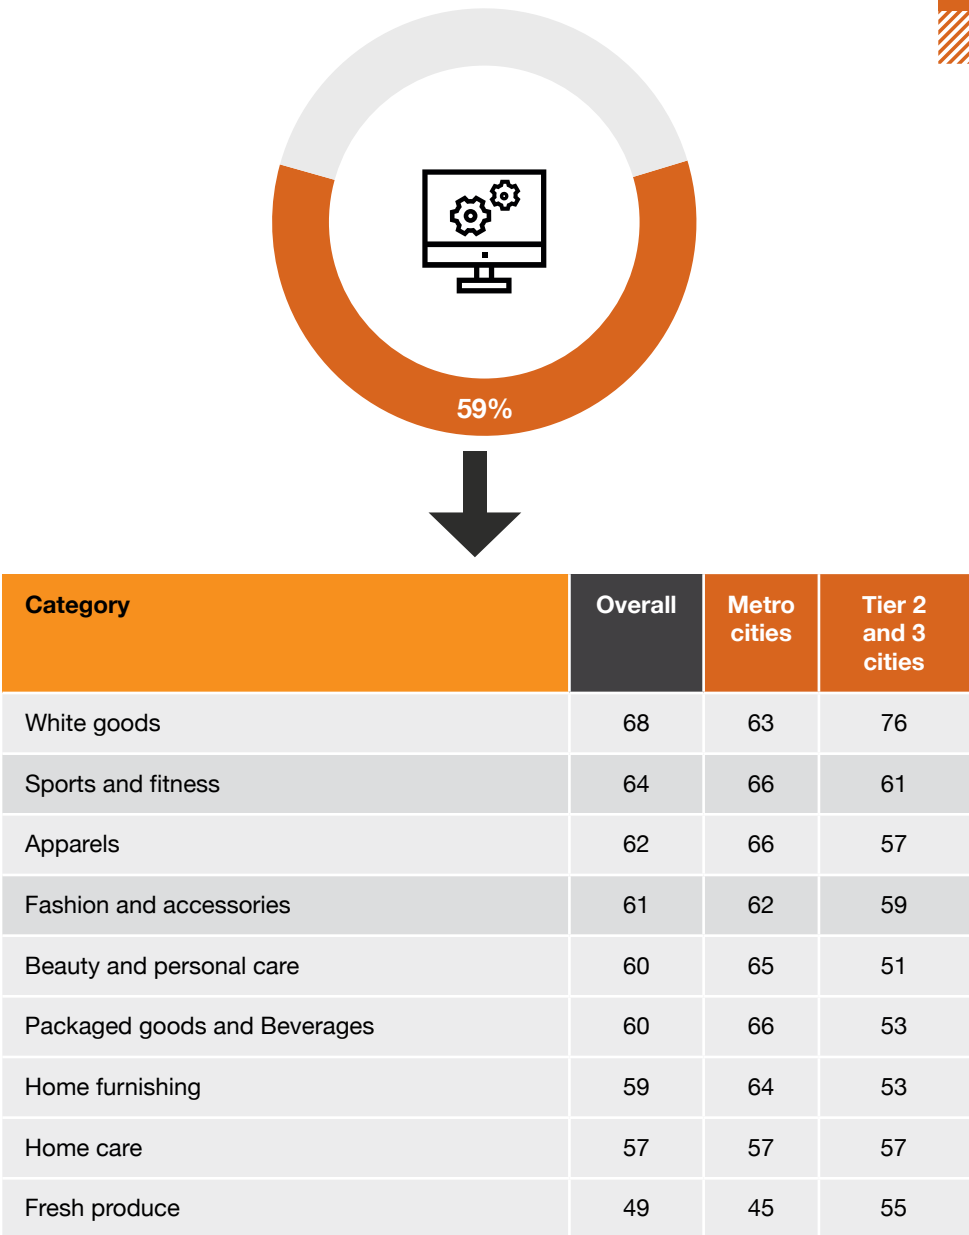 59%
Category Overall Metro cities Tier 2 and 3 cities
White goods 68 63 76
Sports and fitness 64 66 61
Apparels 62 66 57
Fashion and accessories 61 62 59
Beauty and personal care 60 65 51
Packaged goods and Beverages 60 66 53
Home furnishing 59 64 53
Home care 57 57 57
Fresh produce 49 45 55